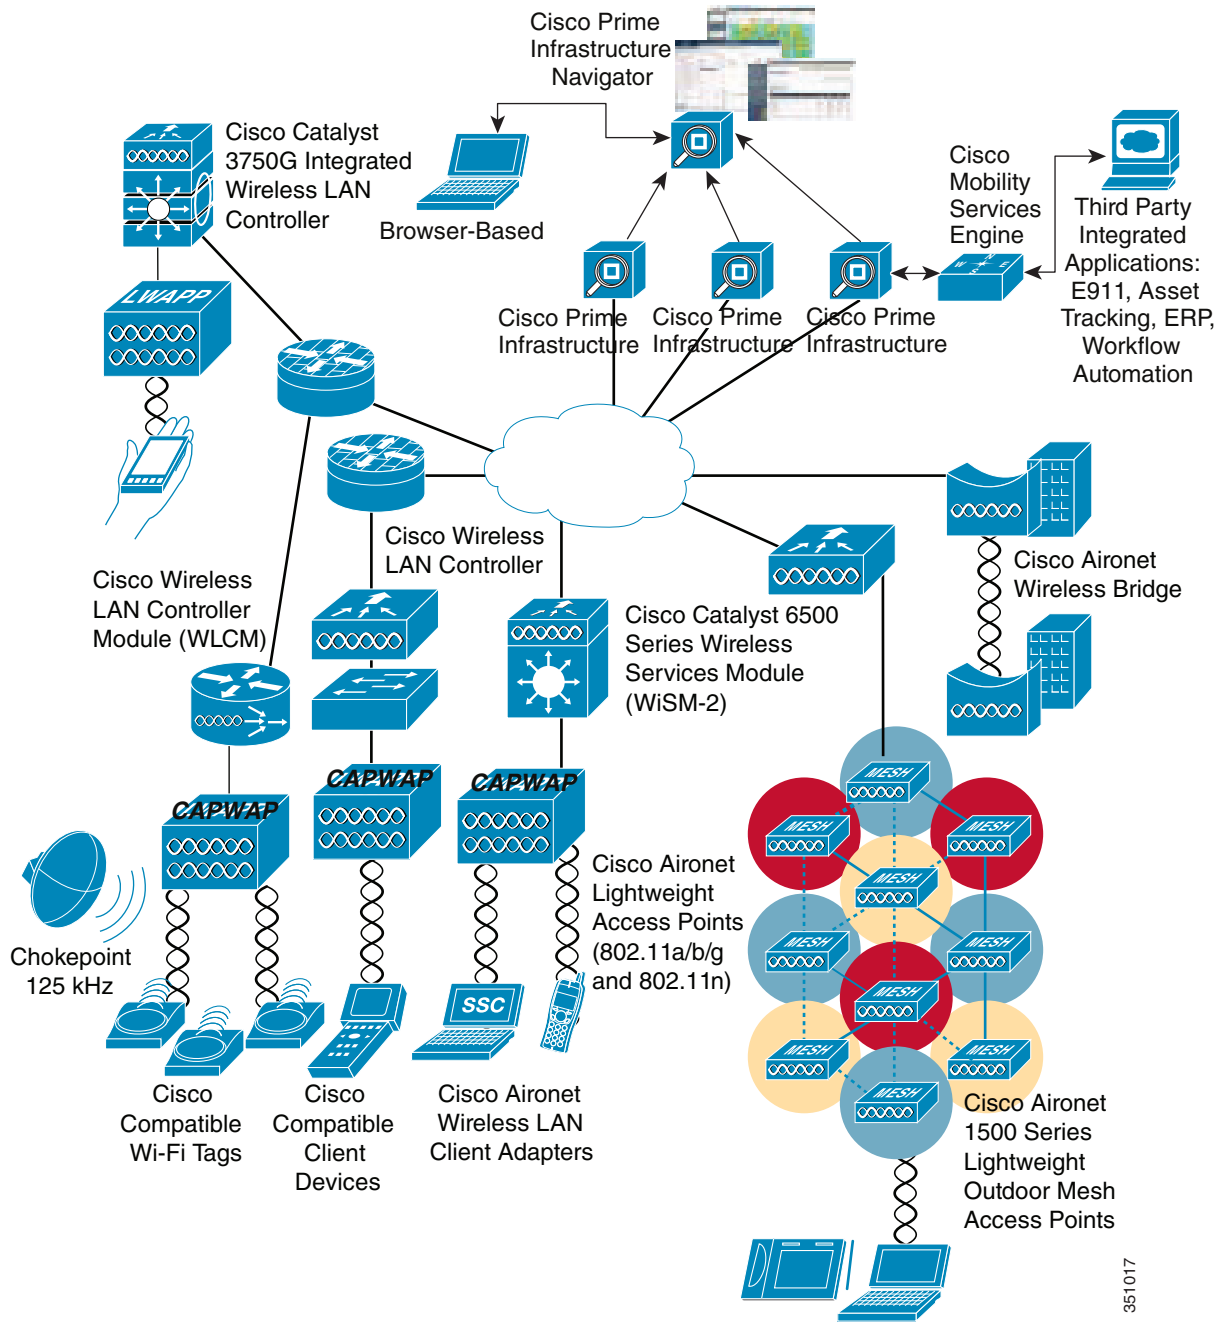 Cisco Prime
Infrastructure
Navigator
Cisco Catalyst
3750G Integrated
Wireless LAN
Controller
Browser-Based
Cisco
Mobility
Services
Engine
N
W
E
S
Third Party
Integrated
Applications:
E911, Asset
Tracking, ERP,
Workflow
Automation
LWAPP
Cisco Prime
Infrastructure
Cisco Prime
Infrastructure
Cisco Prime
Infrastructure
Cisco Wireless
LAN Controller
Cisco Wireless
LAN Controller
Module (WLCM)
Cisco Catalyst 6500
Series Wireless
Services Module
(WiSM-2)
Cisco Aironet
Wireless Bridge
CAPWAP
CAPWAP
CAPWAP
Chokepoint
125 kHz
Cisco Aironet
Lightweight
Access Points
(802.11a/b/g
and 802.11n)
SSC
MESH
MESH
MESH
MESH
MESH
MESH
MESH
MESH
MESH
MESH
Cisco
Compatible
Wi-Fi Tags
Cisco
Compatible
Client
Devices
Cisco Aironet
Wireless LAN
Client Adapters
Cisco Aironet
1500 Series
Lightweight
Outdoor Mesh
Access Points
351017